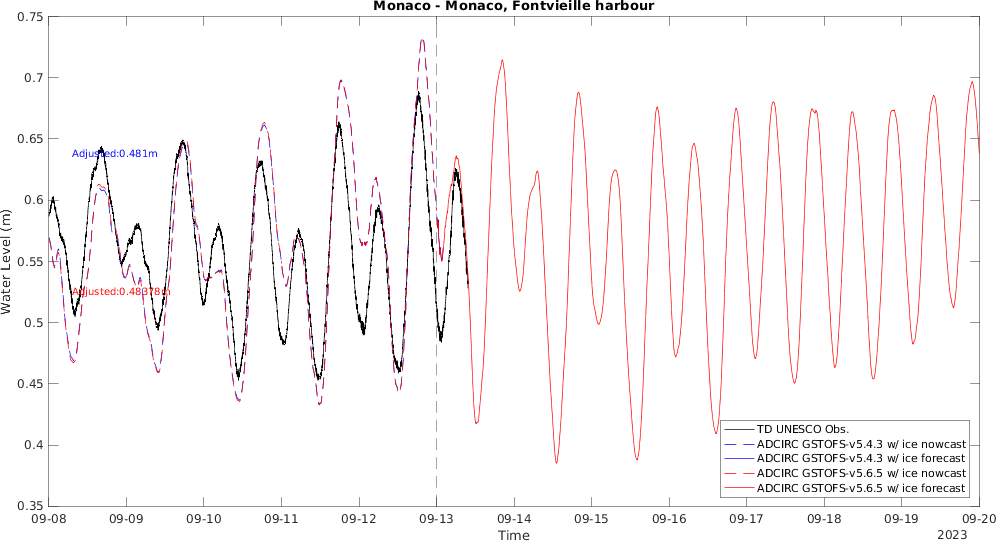 Monaco - Monaco, Fontvieille harbour
Water Level (m)
0.75
0.7
0.65
0.6
0.55
0.5
0.45
0.4
0.35
Adjusted:0.481m
Adjusted:0.48378m
TD UNESCO Obs.
ADCIRC GSTOFS-v5.4.3 w/ ice nowcast
ADCIRC GSTOFS-v5.4.3 w/ ice forecast
ADCIRC GSTOFS-v5.6.5 w/ ice nowcast
ADCIRC GSTOFS-v5.6.5 w/ ice forecast
09-08 09-09 09-10 09-11 09-12 09-13 09-14 09-15 09-16 09-17 09-18 09-19 09-20
Time
2023